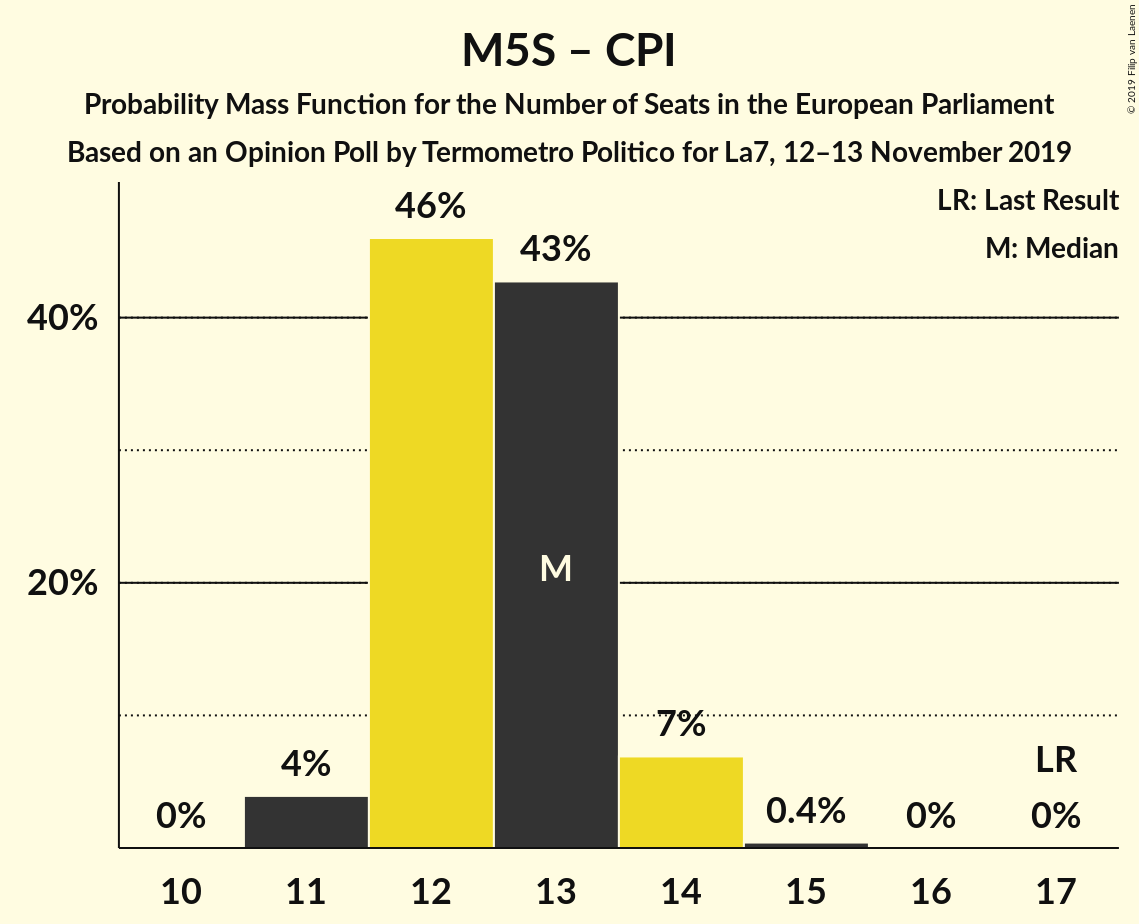 M5S – CPI
Probability Mass Function for the Number of Seats in the European Parliament
Based on an Opinion Poll by Termometro Politico for La7, 12–13 November 2019
© 2019 Filip van Laenen
LR: Last Result
M: Median
46%
43%
40%
M
20%
7%
4%
LR
0%
0.4%
0%
0%
10 11 12 13 14 15 16 17